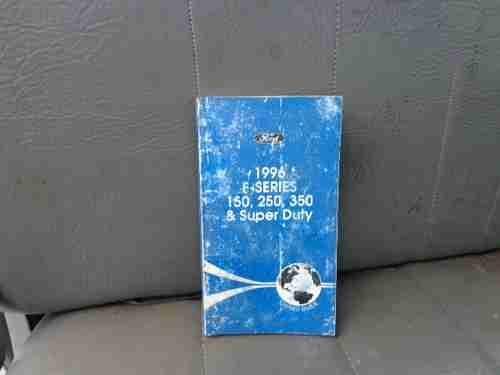 Ford
1996
E-SERIES
150, 250, 350
& Super Duty